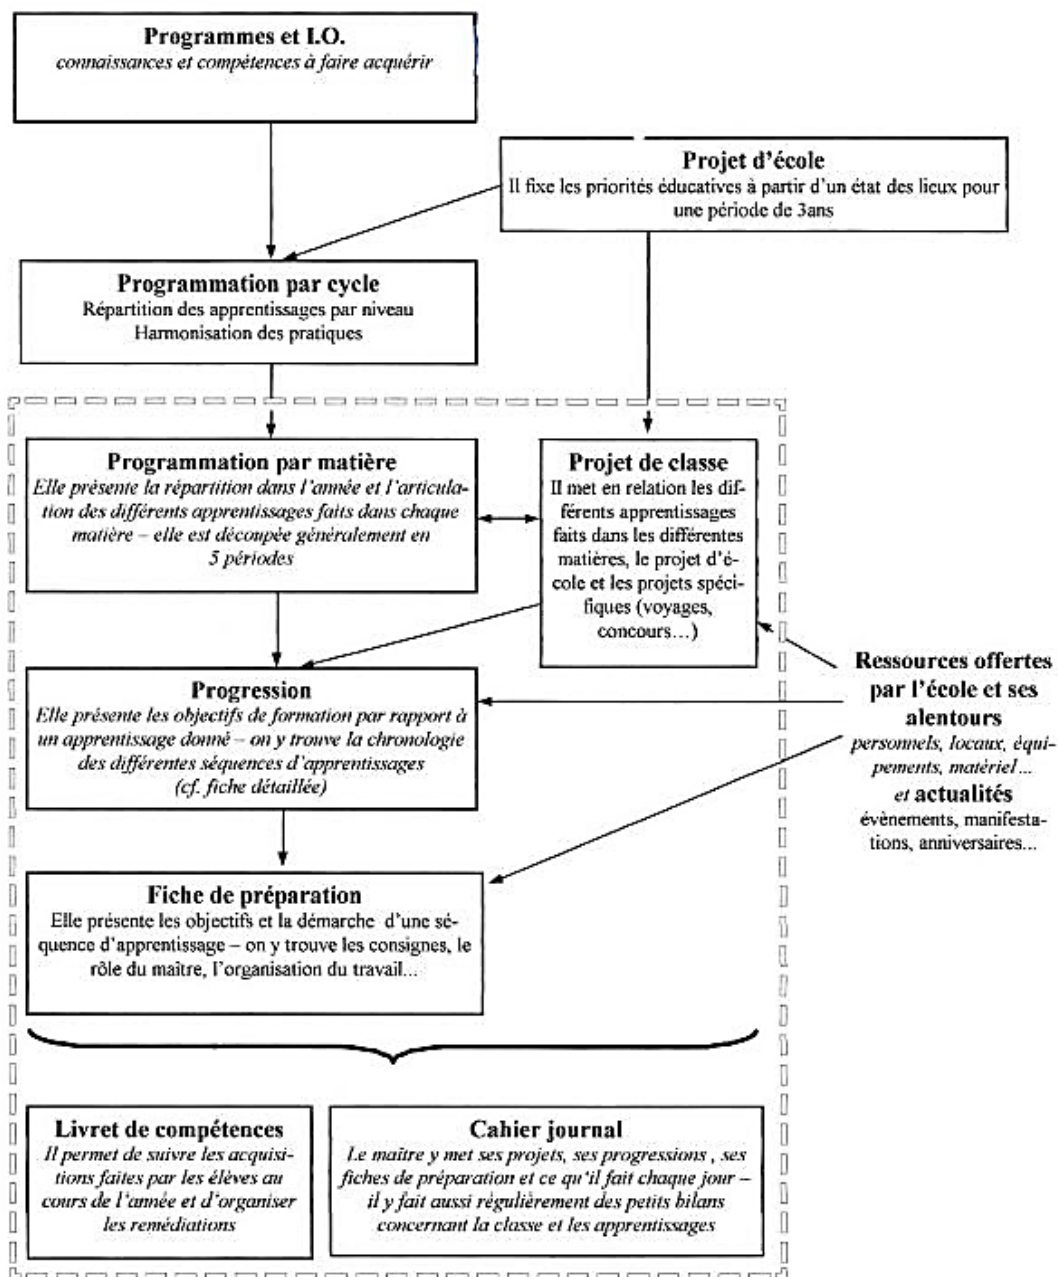 Programmes et I.O.
connaissances et compétences à faire acquérir
Projet d'école
Il fixe les priorités éducatives à partir d'un état des lieux pour
une période de 3ans
Programmation par cycle
Répartition des apprentissages par niveau
Harmonisation des pratiques
Programmation par matière
Elle présente la répartition dans l'année et l'articula-
tion des différents apprentissages faits dans chaque
matière – elle est découpée généralement en
5 périodes
Projet de classe
Il met en relation les dif-
férents apprentissages
faits dans les différentes
matières, le projet d'é-
cole et les projets spéci-
fiques (voyages,
concours…)
Ressources offertes
par l'école et ses
alentours
personnels, locaux, équi-
pements, matériel…
et actualités
évènements, manifesta-
tions, anniversaires...
Progression
Elle présente les objectifs de formation par rapport à
un apprentissage donné – on y trouve la chronologie
des différentes séquences d'apprentissages
(cf. fiche détaillée)
Fiche de préparation
Elle présente les objectifs et la démarche d'une sé-
quence d'apprentissage – on y trouve les consignes, le
rôle du maître, l'organisation du travail...
Livret de compétences
Il permet de suivre les acquisi-
tions faites par les élèves au
cours de l'année et d'organiser
les remédiations
Cahier journal
Le maître y met ses projets, ses progressions , ses
fiches de préparation et ce qu'il fait chaque jour –
il y fait aussi régulièrement des petits bilans
concernant la classe et les apprentissages